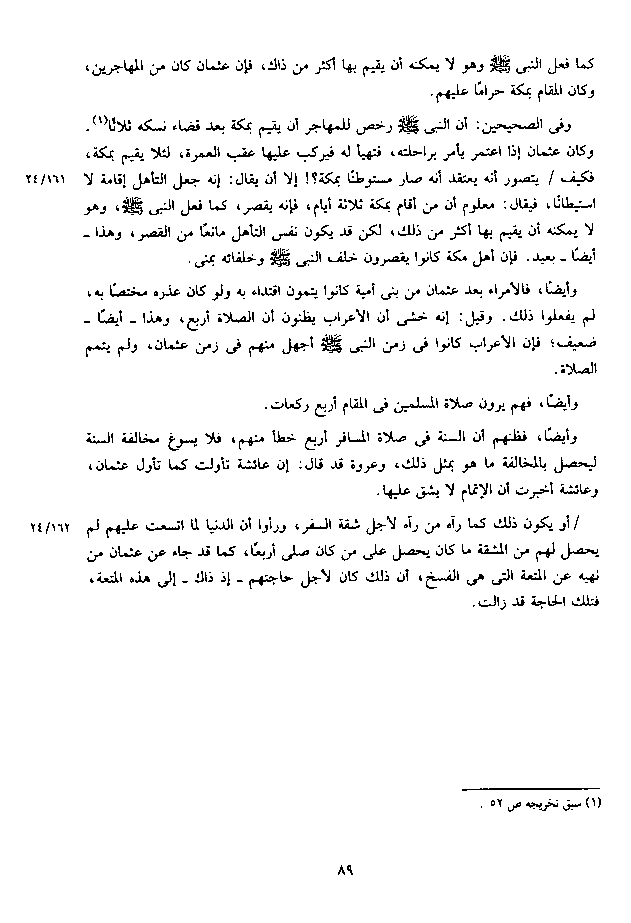 كما فعل النبى ﷺ وهو لا يمكنه أن يقيم بها أكثر من ذاك، فإن عثمان كان من المهاجرين،
وكان المقام بمكة حرامًا عليهم.
وفى الصحيحين: أن النبى ﷺ رخص للمهاجر أن يقيم بمكة بعد قضاء نسكه ثلاثًا(١).
وكان عثمان إذا اعتمر يأمر براحلته، فتهيأ له فيركب عليها عقب العمرة، لئلا يقيم بمكة،
فكيف / يتصور أنه يعتقد أنه صار مستوطنًا بمكة؟! إلا أن يقال: إنه جعل التأهل إقامة لا
٢٤/١٦١
استيطانًا، فيقال: معلوم أن من أقام بمكة ثلاثة أيام، فإنه يقصر، كما فعل النبى ﷺ، وهو
لا يمكنه أن يقيم بها أكثر من ذلك، لكن قد يكون نفس التأهل مانعًا من القصر، وهذا ـ
أيضًا ـ بعيد. فإن أهل مكة كانوا يقصرون خلف النبى ﷺ وخلفائه بمنى.
وأيضًا، فالأمراء بعد عثمان من بنى أمية كانوا يتمون اقتداء به ولو كان عذره مختصًا به،
لم يفعلوا ذلك. وقيل: إنه خشى أن الأعراب يظنون أن الصلاة أربع، وهذا ـ أيضًا ـ
ضعيف؛ فإن الأعراب كانوا فى زمن النبى ﷺ أجهل منهم فى زمن عثمان، ولم يتمم
الصلاة.
وأيضًا، فهم يرون صلاة المسلمين فى المقام أربع ركعات.
وأيضًا، فظنهم أن السنة فى صلاة المسافر أربع خطأ منهم، فلا يسوغ مخالفة السنة
ليحصل بالمخالفة ما هو بمثل ذلك، وعروة قد قال: إن عائشة تأولت كما تأول عثمان،
وعائشة أخبرت أن الإتمام لا يشق عليها.
/ أو يكون ذلك كما رآه من رآه لأجل شقة السفر، ورأوا أن الدنيا لما اتسعت عليهم لم
٢٤/١٦٢
يحصل لهم من المشقة ما كان يحصل على من كان صلى أربعًا، كما قد جاء عن عثمان من
نهيه عن المتعة التى هى الفسخ، أن ذلك كان لأجل حاجتهم ـ إذ ذاك ـ إلى هذه المتعة،
فتلك الحاجة قد زالت.
(١) سبق تخريجه ص ٥٢ .
٨٩